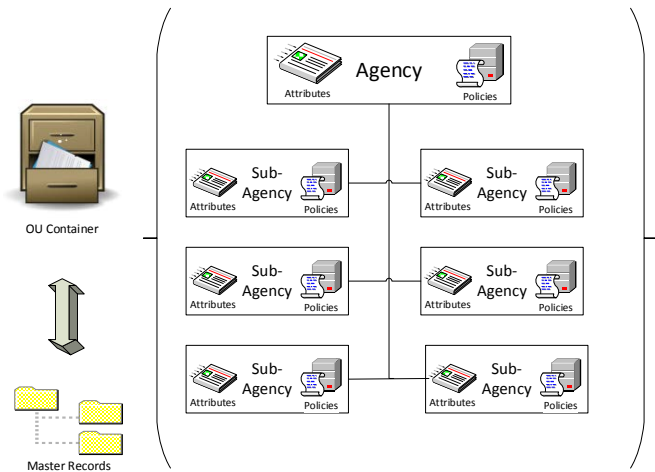 Agency
Attributes
Policies
Sub-
Agency
Attributes
Policies
Sub-
Agency
Attributes
Policies
OU Container
Sub-
Agency
Attributes
Policies
Sub-
Agency
Attributes
Policies
Sub-
Agency
Attributes
Policies
Sub-
Agency
Attributes
Policies
Master Records